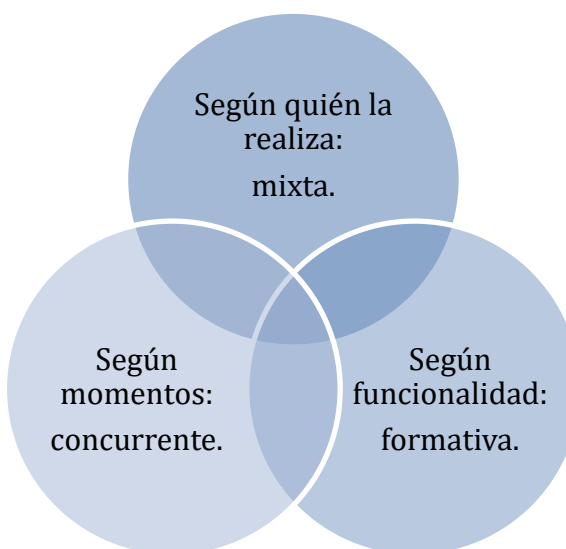 Según quién la
realiza:
mixta.
Según
momentos:
concurrente.
Según
funcionalidad:
formativa.